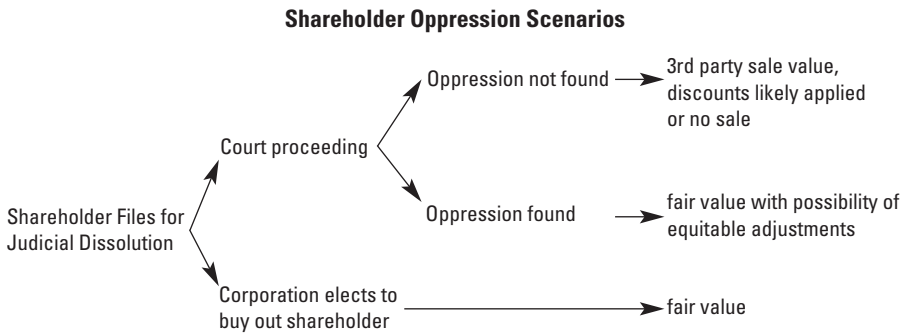 Shareholder Oppression Scenarios
Oppression not found
3rd party sale value,
discounts likely applied
or no sale
Court proceeding
Shareholder Files for
Judicial Dissolution
Oppression found
fair value with possibility of
equitable adjustments
Corporation elects to
buy out shareholder
fair value